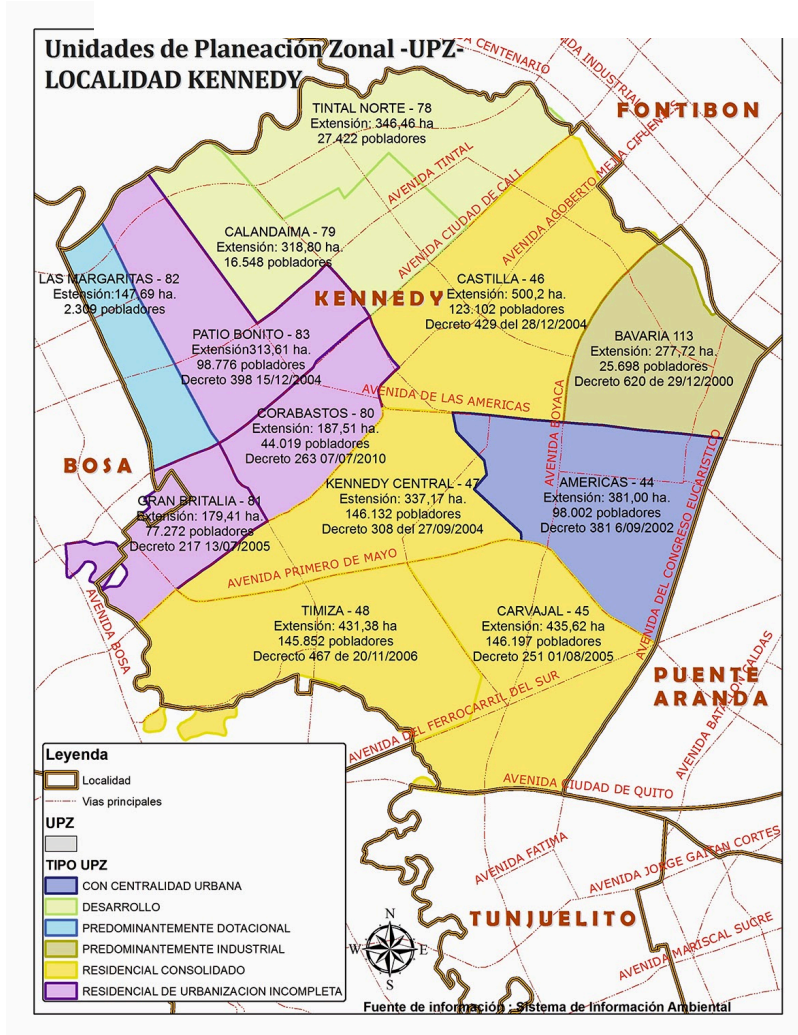 Unidades de Planeación Zonal -UPZ-
LOCALIDAD KENNEDY
CENTENARIO
DA INDUSTRIAL
FONTIBON
TINTAL NORTE - 78
Extensión: 346,46 ha
27.422 pobladores
AVENIDA TINTAL
AVENIDA CIUDAD DE CALI
AVENIDA AGOBERTO MEJIA CIFUENTES
CALANDAIMA - 79
Extensión: 318,80 ha.
16.548 pobladores
LAS MARGARITAS - 82
Estensión:147,69 ha.
2.309 pobladores
KENNEDY
CASTILLA - 46
Extensión: 500,2 ha.
123.102 pobladores
Decreto 429 del 28/12/2004
PATIO BONITO - 83
Extensión313,61 ha.
98.776 pobladores
Decreto 398 15/12/2004
BAVARIA 113
Extensión: 277,72 ha.
25.698 pobladores
Decreto 620 de 29/12/2000
AVENIDA DE LAS AMERICAS
AVENIDA BOYACA
CORABASTOS - 80
Extensión: 187,51 ha.
44.019 pobladores
Decreto 263 07/07/2010
BOSA
KENNEDY CENTRAL - 47
Extensión: 337,17 ha.
146.132 pobladores
Decreto 308 del 27/09/2004
AMERICAS - 44
Extensión: 381,00 ha.
98.002 pobladores
Decreto 381 6/09/2002
AVENIDA DEL CONGRESO EUCARISTICO
GRAN BRITALIA - 81
Extensión: 179,41 ha.
77.272 pobladores
Decreto 217 13/07/2005
AVENIDA PRIMERO DE MAYO
AVENIDA BOSA
TIMIZA - 48
Extensión: 431,38 ha
145.852 pobladores
Decrecto 467 de 20/11/2006
CARVAJAL - 45
Extensión: 435,62 ha
146.197 pobladores
Decreto 251 01/08/2005
PUENTE
ARANDA
AVENIDA DEL FERROCARRIL DEL SUR
AVENIDA CIUDAD DE QUITO
Leyenda
Localidad
Vias principales
UPZ
TIPO UPZ
CON CENTRALIDAD URBANA
DESARROLLO
PREDOMINANTEMENTE DOTACIONAL
PREDOMINANTEMENTE INDUSTRIAL
RESIDENCIAL CONSOLIDADO
RESIDENCIAL DE URBANIZACION INCOMPLETA
AVENIDA FATIMA
AVENIDA JORGE GAITAN CORTES
TUNJUELITO
AVENIDA MARISCAL SUCRE
N
W
E
S
Fuente de información : Sistema de Información Ambiental